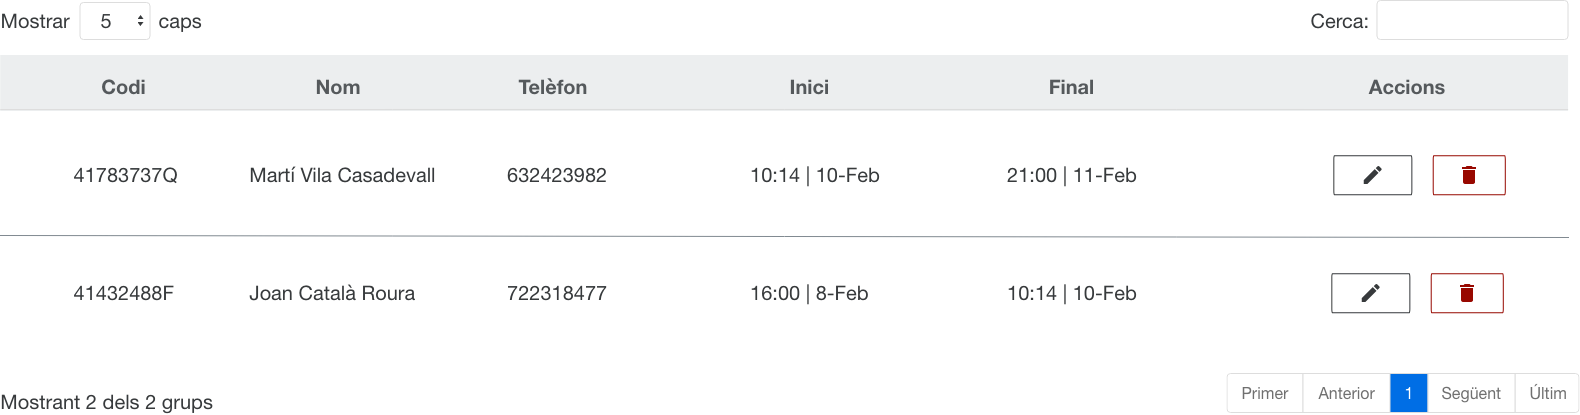 Mostrar 5 caps Cerca:
Codi Nom Telèfon Inici Final Accions
41783737Q Martí Vila Casadevall 632423982 10:14 | 10-Feb 21:00 | 11-Feb
41432488F Joan Català Roura 722318477 16:00 | 8-Feb 10:14 | 10-Feb
Mostrant 2 dels 2 grups Primer Anterior 1 Següent Últim